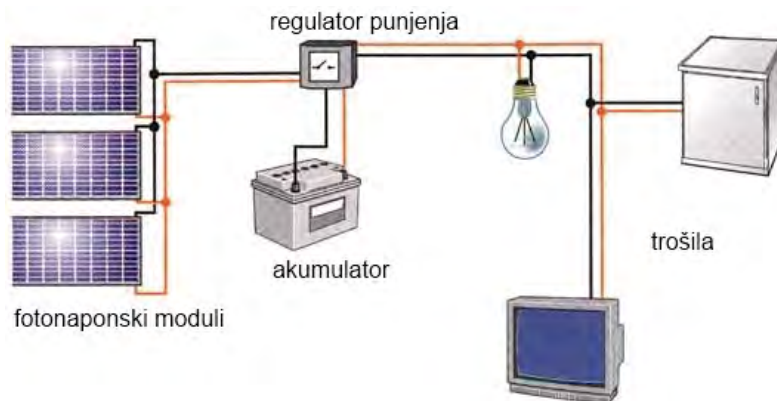 regulator punjenja
akumulator
trošila
fotonaponski moduli